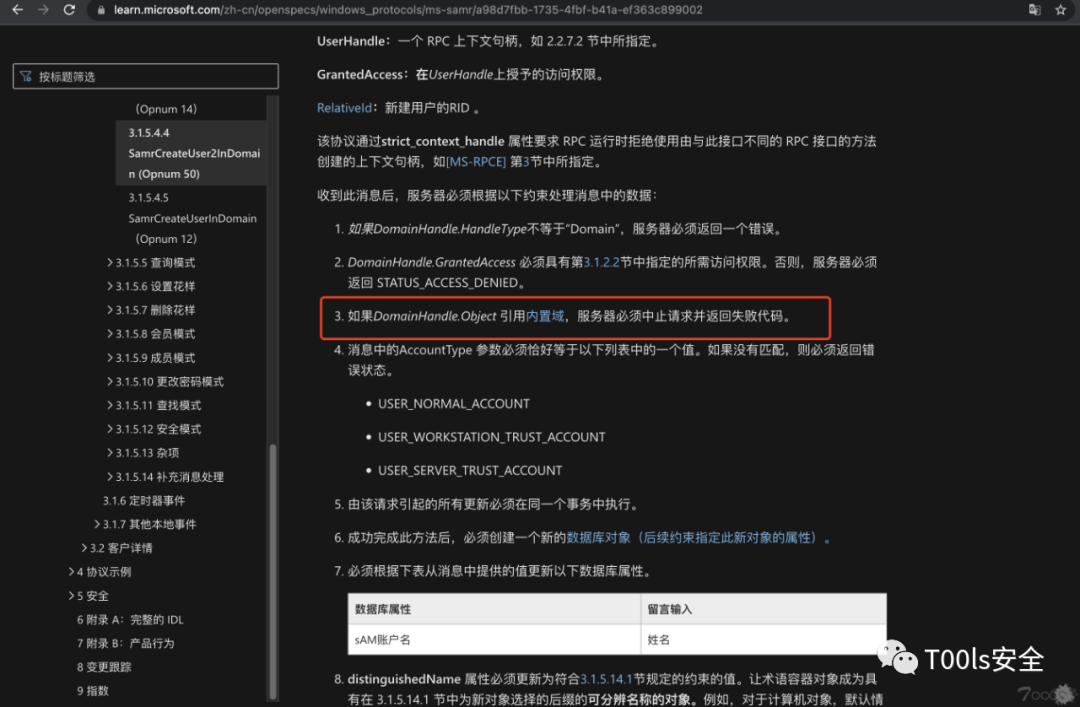 learn.microsoft.com/zh-cn/openspecs/windows_protocols/ms-samr/a98d7fbb-1735-4fbf-b41a-ef363c899002
按标题筛选
(Opnum 14)
3.1.5.4.4
SamrCreateUser2InDomai
n (Opnum 50)
3.1.5.4.5
SamrCreateUserInDomain
(Opnum 12)
3.1.5.5 查询模式
3.1.5.6 设置花样
3.1.5.7 删除花样
3.1.5.8 会员模式
3.1.5.9 成员模式
3.1.5.10 更改密码模式
3.1.5.11 查找模式
3.1.5.12 安全模式
3.1.5.13 杂项
3.1.5.14 补充消息处理
3.1.6 定时器事件
3.1.7 其他本地事件
3.2 客户详情
4 协议示例
5 安全
6 附录 A：完整的 IDL
7 附录 B：产品行为
8 变更跟踪
9 指数
UserHandle：一个 RPC 上下文句柄，如 2.2.7.2 节中所指定。
GrantedAccess：在UserHandle上授予的访问权限。
RelativeId：新建用户的RID 。
该协议通过strict_context_handle 属性要求 RPC 运行时拒绝使用由与此接口不同的 RPC 接口的方法
创建的上下文句柄，如[MS-RPCE] 第3节中所指定。
收到此消息后，服务器必须根据以下约束处理消息中的数据：
1. 如果DomainHandle.HandleType不等于“Domain”，服务器必须返回一个错误。
2. DomainHandle.GrantedAccess 必须具有第3.1.2.2节中指定的所需访问权限。否则，服务器必须
返回 STATUS_ACCESS_DENIED。
3. 如果DomainHandle.Object 引用内置域，服务器必须中止请求并返回失败代码。
4. 消息中的AccountType 参数必须恰好等于以下列表中的一个值。如果没有匹配，则必须返回错
误状态。
• USER_NORMAL_ACCOUNT
• USER_WORKSTATION_TRUST_ACCOUNT
• USER_SERVER_TRUST_ACCOUNT
5. 由该请求引起的所有更新必须在同一个事务中执行。
6. 成功完成此方法后，必须创建一个新的数据库对象（后续约束指定此新对象的属性）。
7. 必须根据下表从消息中提供的值更新以下数据库属性。
数据库属性 留言输入
sAM账户名 姓名
8. distinguishedName 属性必须更新为符合3.1.5.14.1节规定的约束的值。让术语容器对象成为具
有在 3.1.5.14.1 节中为新对象选择的后缀的可分辨名称的对象。例如，对于计算机对象，默认情
T00ls安全